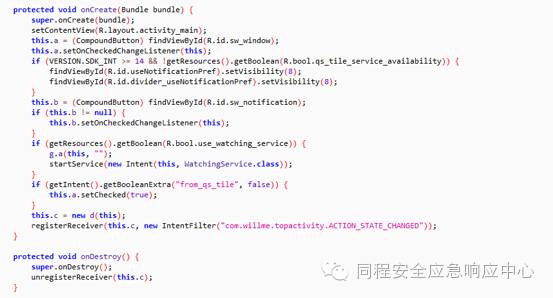 protected void onCreate(Bundle bundle) {
    super.onCreate(bundle);
    setContentView(R.layout.activity_main);
    this.a = (CompoundButton) findViewById(R.id.sw_window);
    this.a.setOnCheckedChangeListener(this);
    if (VERSION.SDK_INT >= 14 && !getResources().getBoolean(R.bool.qs_tile_service_availability)) {
        findViewById(R.id.useNotificationPref).setVisibility(8);
        findViewById(R.id.divider_useNotificationPref).setVisibility(8);
    }
    this.b = (CompoundButton) findViewById(R.id.sw_notification);
    if (this.b != null) {
        this.b.setOnCheckedChangeListener(this);
    }
    if (getResources().getBoolean(R.bool.use_watching_service)) {
        g.a(this, "");
        startService(new Intent(this, WatchingService.class));
    }
    if (getIntent().getBooleanExtra("from_qs_tile", false)) {
        this.a.setChecked(true);
    }
    this.c = new d(this);
    registerReceiver(this.c, new IntentFilter("com.willme.topactivity.ACTION_STATE_CHANGED"));
}
protected void onDestroy() {
    super.onDestroy();
    unregisterReceiver(this.c);
}
同程安全应急响应中心